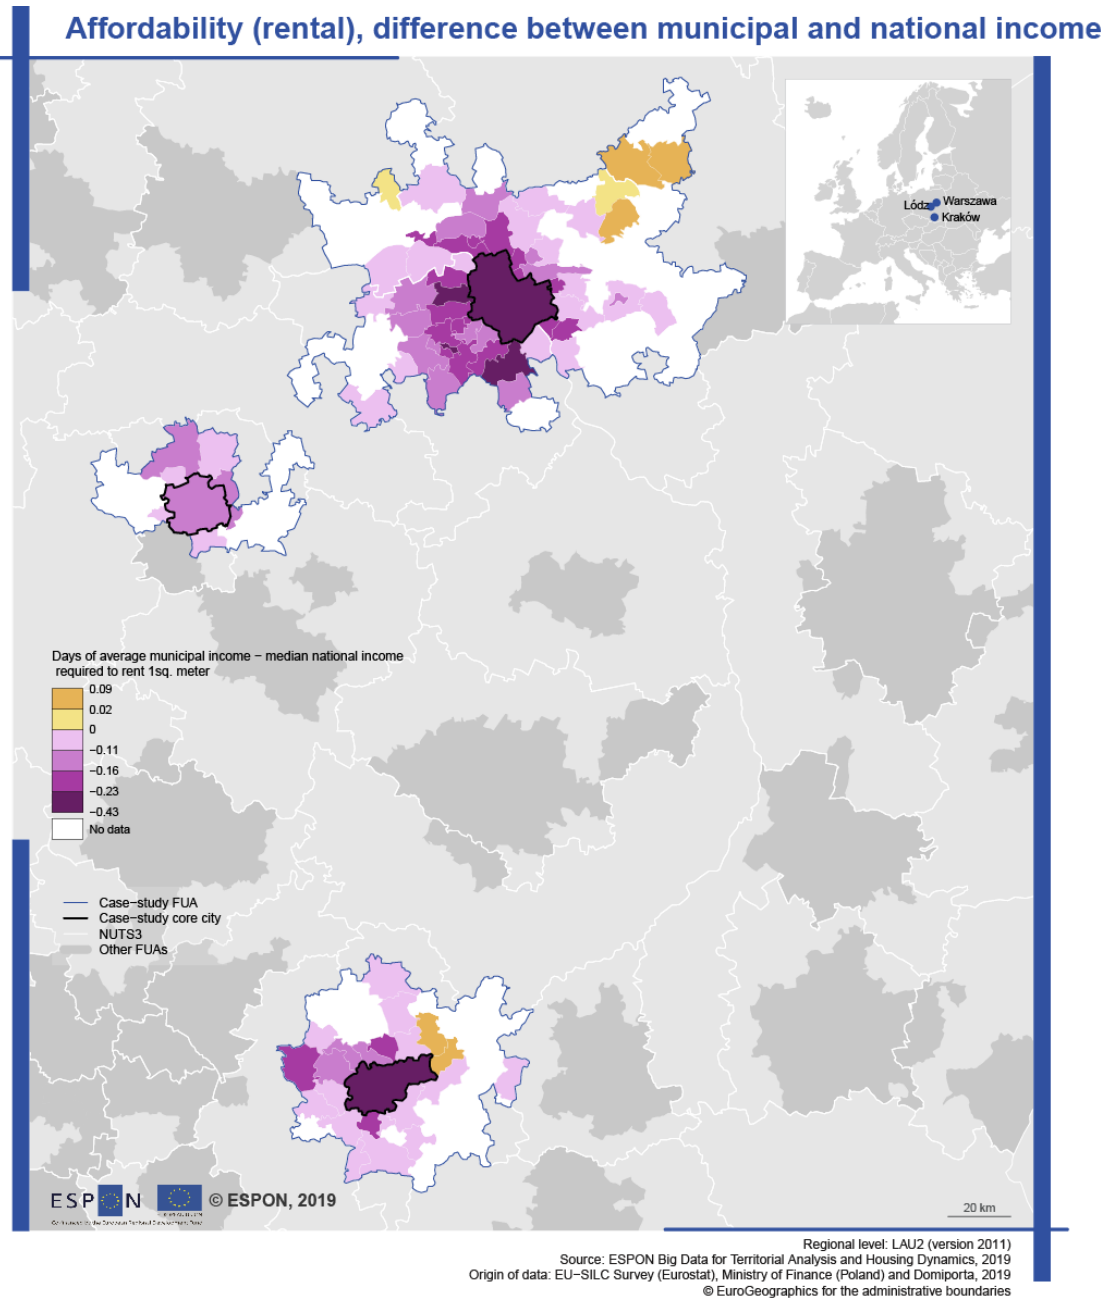 Affordability (rental), difference between municipal and national income
Warszawa
Lódz
Kraków
Days of average municipal income − median national income
required to rent 1sq. meter
0.09
0.02
0
−0.11
−0.16
−0.23
−0.43
No data
Case−study FUA
Case−study core city
NUTS3
Other FUAs
ESPON
© ESPON, 2019
20 km
Regional level: LAU2 (version 2011)
Source: ESPON Big Data for Territorial Analysis and Housing Dynamics, 2019
Origin of data: EU−SILC Survey (Eurostat), Ministry of Finance (Poland) and Domiporta, 2019
© EuroGeographics for the administrative boundaries